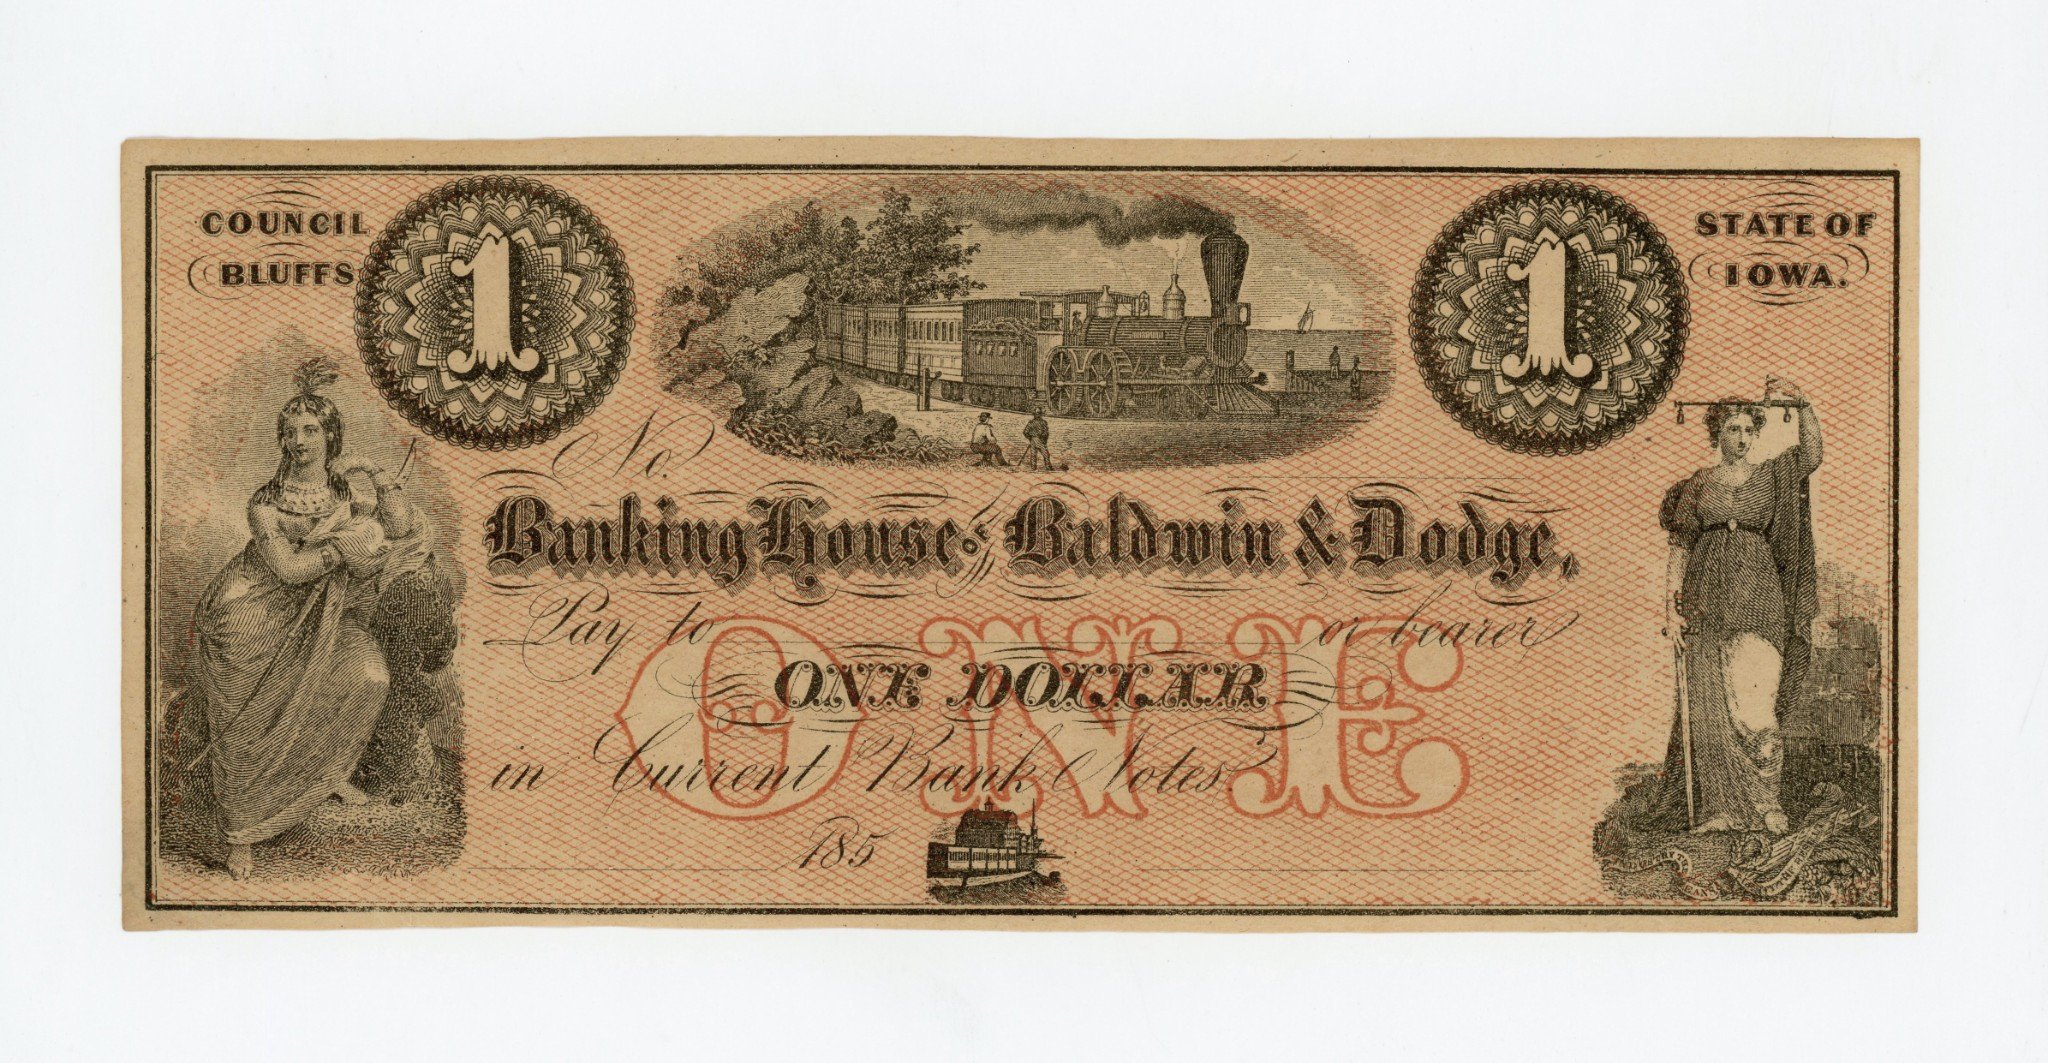 COUNCIL
BLUFFS
1
1
STATE OF
IOWA.
No.
Banking House of Baldwin & Dodge,
Pay to or bearer
ONE
ONE DOLLAR
in Current Bank Notes.
185